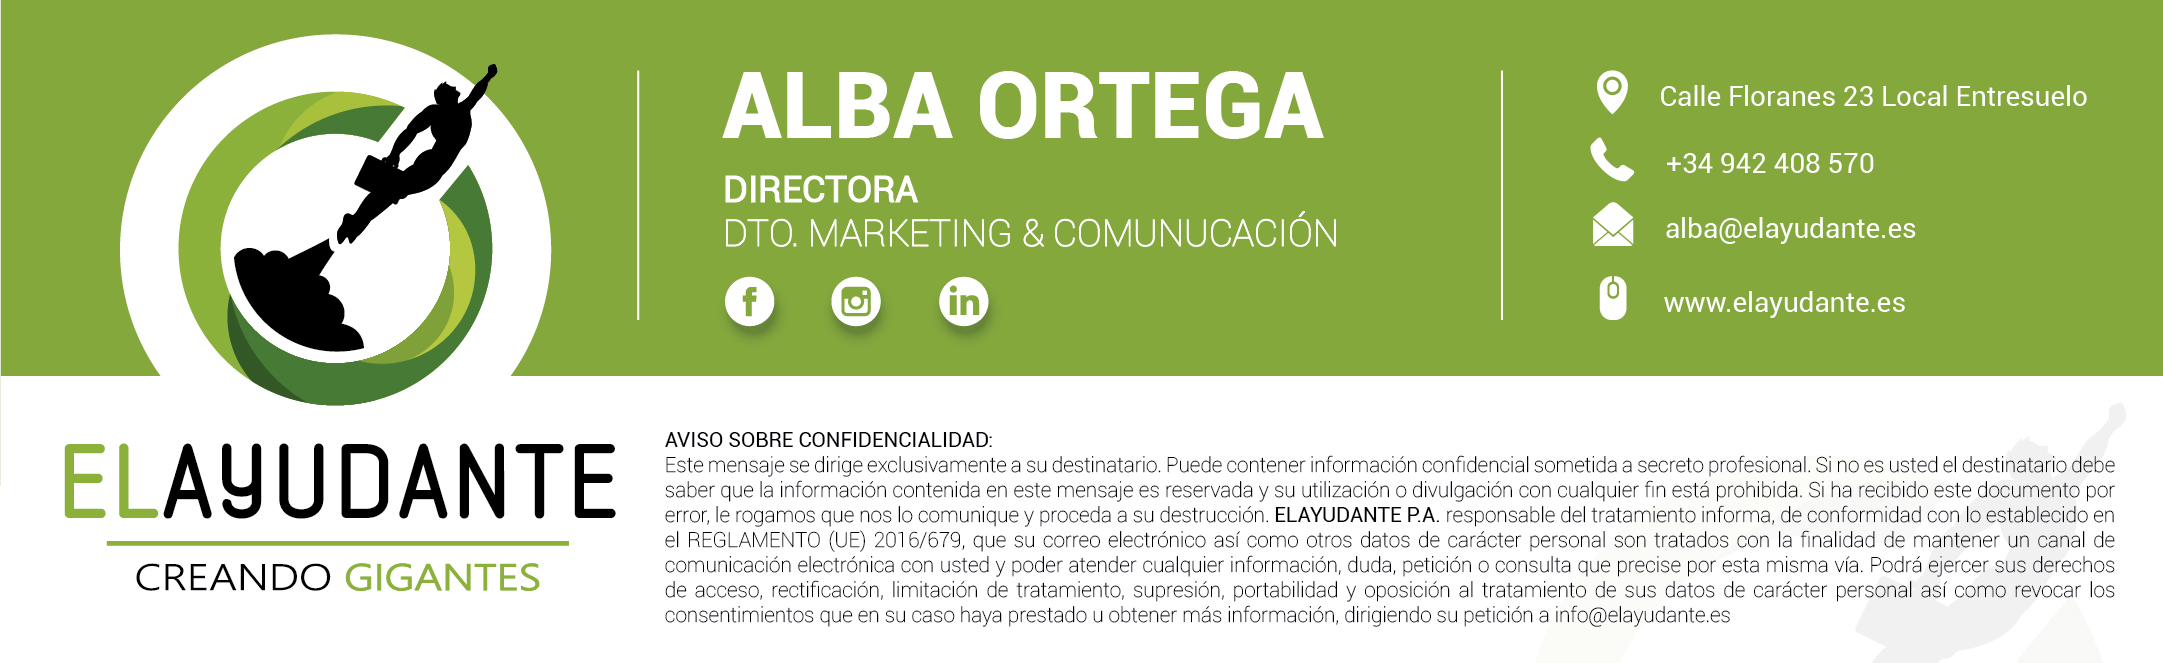 ALBA ORTEGA
DIRECTORA
DTO. MARKETING & COMUNUCACIÓN
f
in
Calle Floranes 23 Local Entresuelo
+34 942 408 570
alba@elayudante.es
www.elayudante.es
ELAYUDANTE
CREANDO GIGANTES
AVISO SOBRE CONFIDENCIALIDAD:
Este mensaje se dirige exclusivamente a su destinatario. Puede contener información confidencial sometida a secreto profesional. Si no es usted el destinatario debe
saber que la información contenida en este mensaje es reservada y su utilización o divulgación con cualquier fin está prohibida. Si ha recibido este documento por
error, le rogamos que nos lo comunique y proceda a su destrucción. ELAYUDANTE P.A. responsable del tratamiento informa, de conformidad con lo establecido en
el REGLAMENTO (UE) 2016/679, que su correo electrónico así como otros datos de carácter personal son tratados con la finalidad de mantener un canal de
comunicación electrónica con usted y poder atender cualquier información, duda, petición o consulta que precise por esta misma vía. Podrá ejercer sus derechos
de acceso, rectificación, limitación de tratamiento, supresión, portabilidad y oposición al tratamiento de sus datos de carácter personal así como revocar los
consentimientos que en su caso haya prestado u obtener más información, dirigiendo su petición a info@elayudante.es